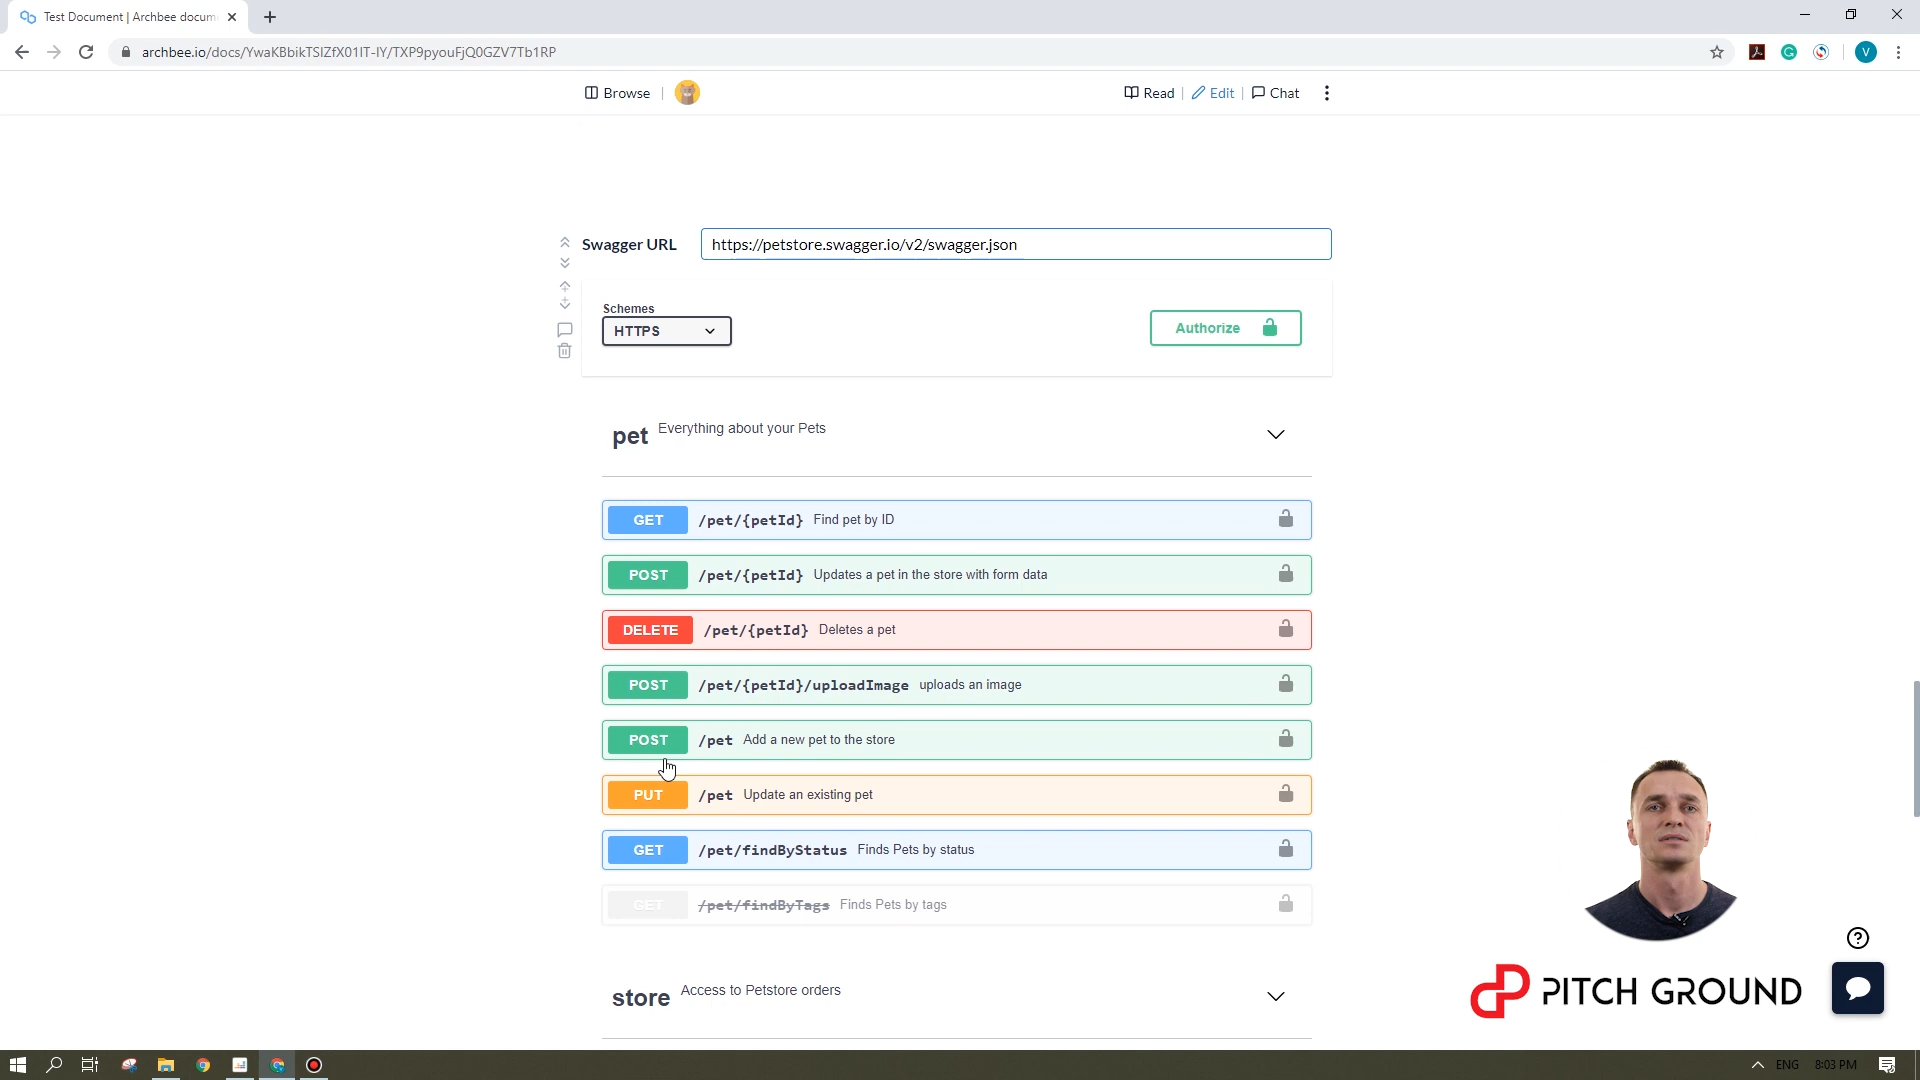 Test Document | Archbee docum
archbee.io/docs/YwaKBbikTSIZfX01IT-IY/TXP9pyouFjQ0GZV7Tb1RP
V
Browse
Read
Edit
Chat
Swagger URL
https://petstore.swagger.io/v2/swagger.json
Schemes
HTTPS
Authorize
pet Everything about your Pets
GET /pet/{petId} Find pet by ID
POST /pet/{petId} Updates a pet in the store with form data
DELETE /pet/{petId} Deletes a pet
POST /pet/{petId}/uploadImage uploads an image
POST /pet Add a new pet to the store
PUT /pet Update an existing pet
GET /pet/findByStatus Finds Pets by status
GET /pet/findByTags Finds Pets by tags
store Access to Petstore orders
PITCH GROUND
ENG 8:03 PM